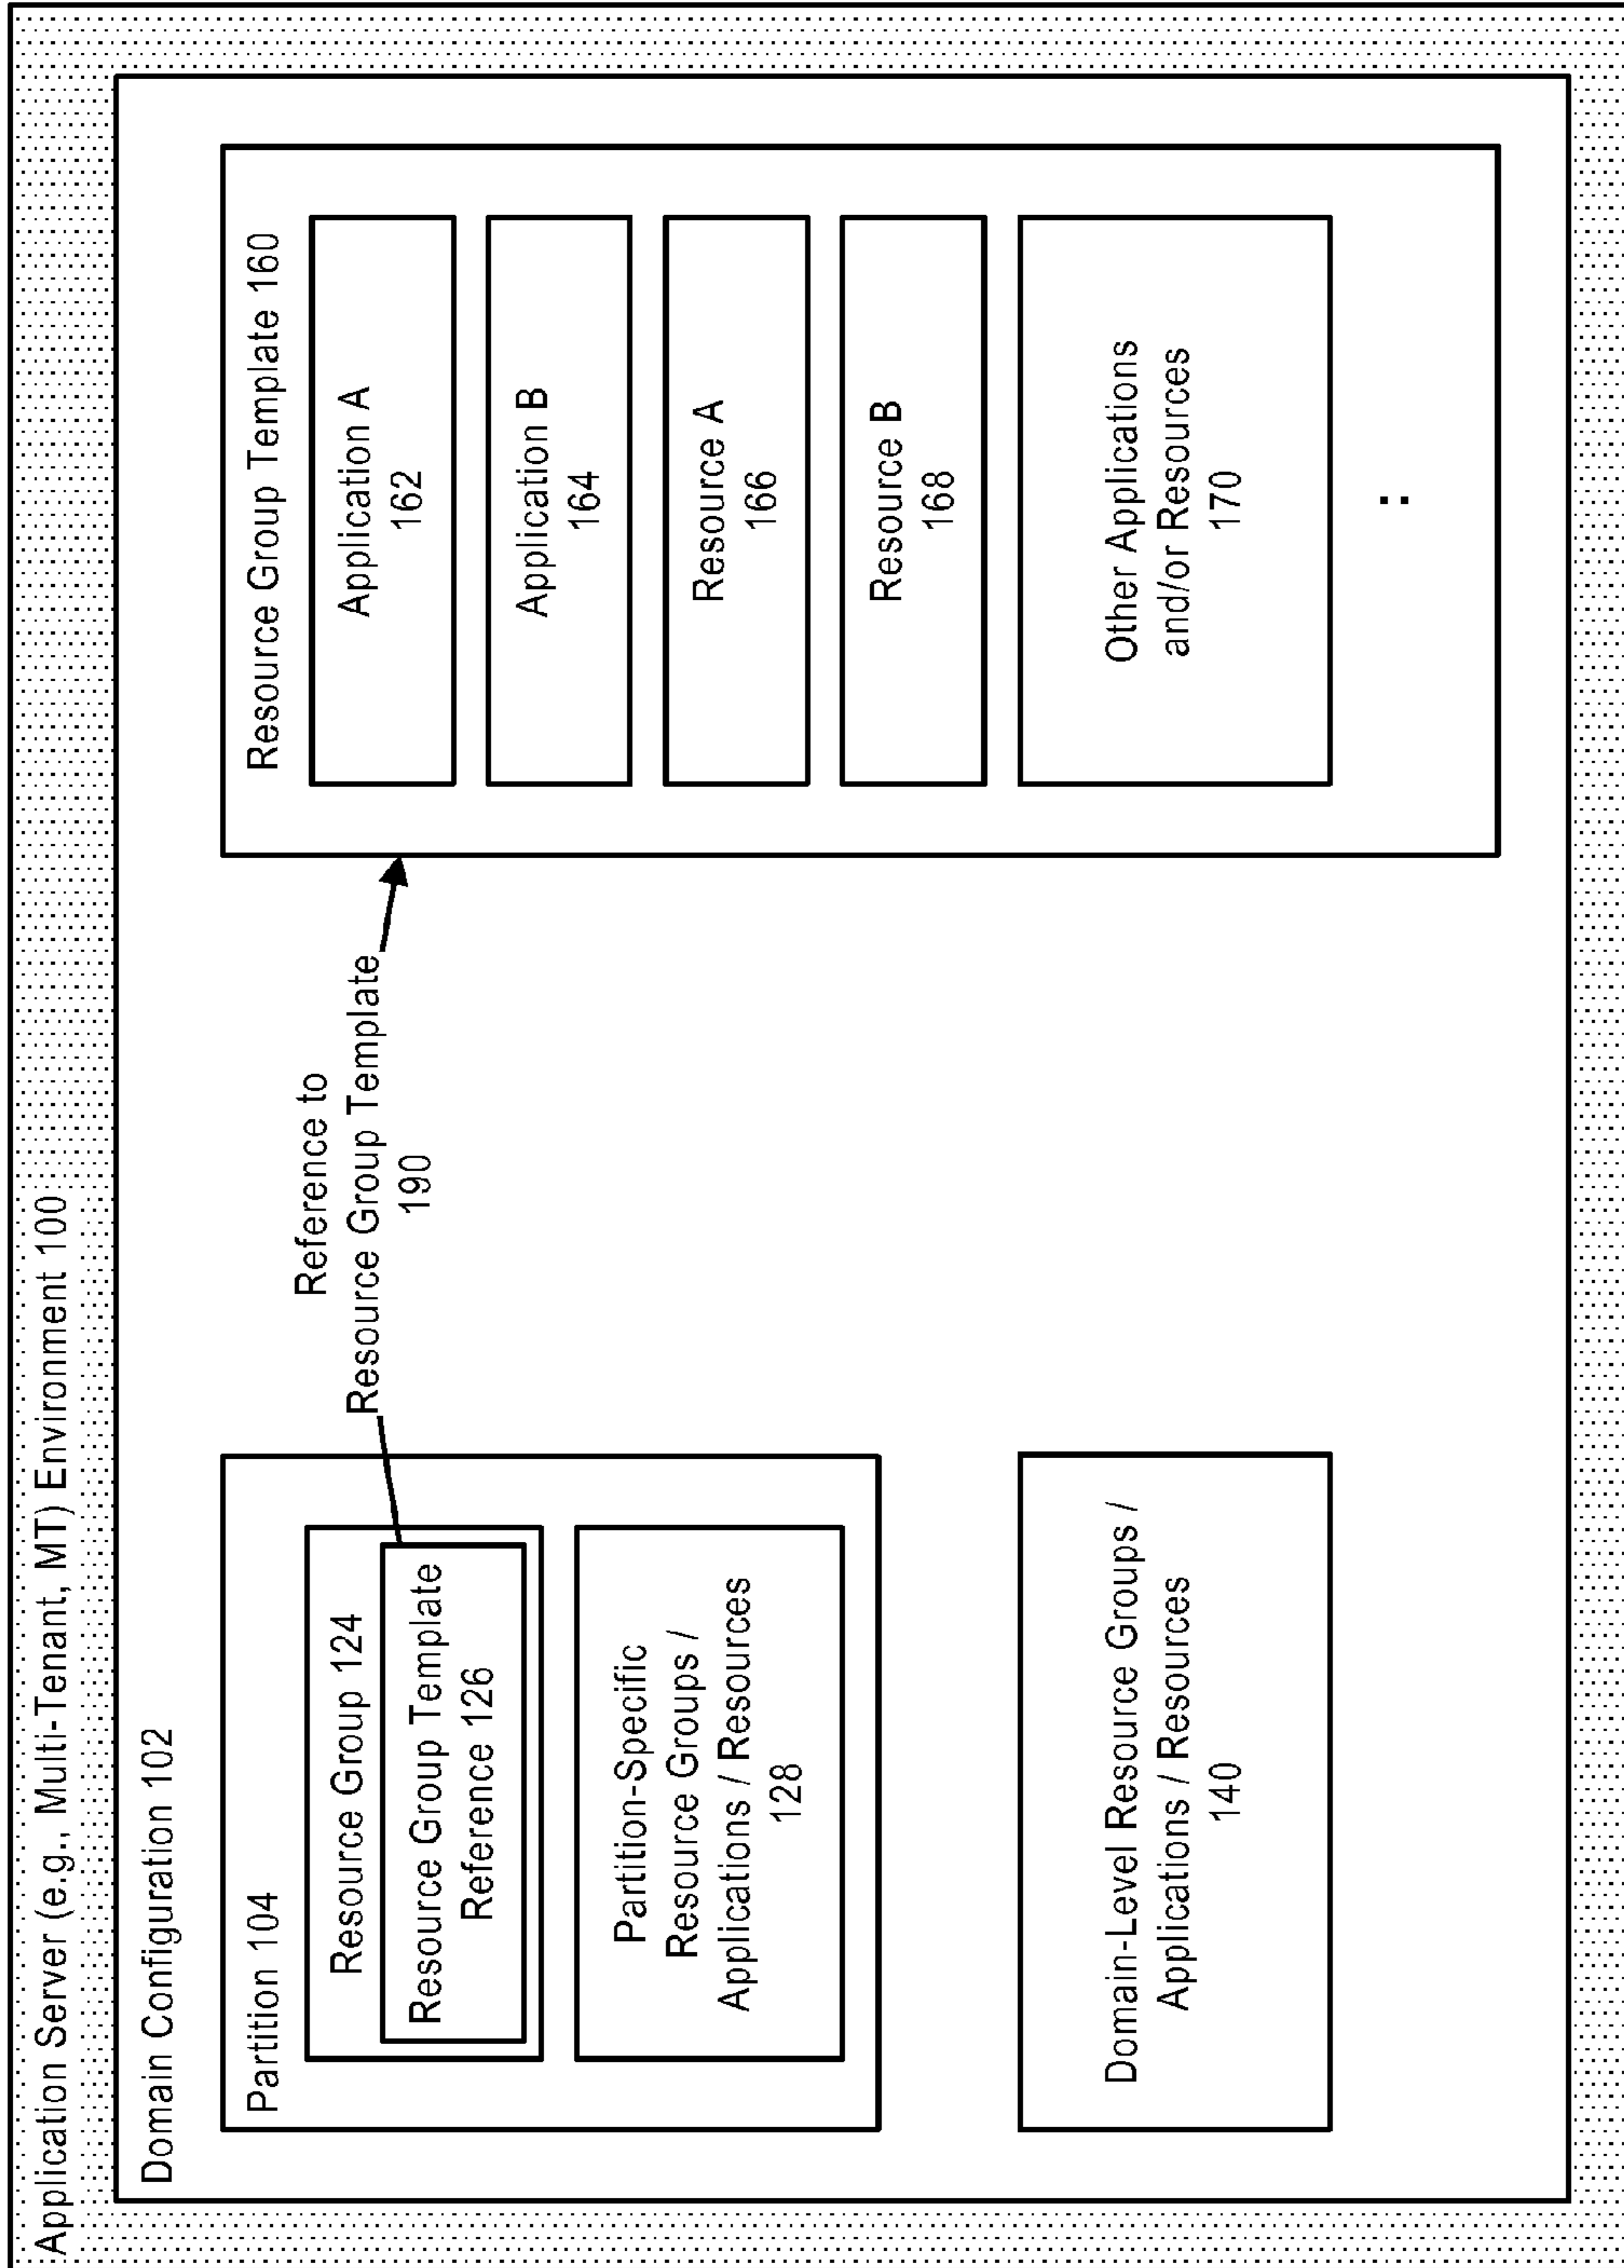 Application Server (e.g., Multi-Tenant, MT) Environment 100
Domain Configuration 102
Partition 104
Resource Group 124
Resource Group Template
Reference 126
Partition-Specific
Resource Groups /
Applications / Resources
128
Domain-Level Resource Groups /
Applications / Resources
140
Reference to
Resource Group Template
190
Resource Group Template 160
Application A
162
Application B
164
Resource A
166
Resource B
168
Other Applications
and/or Resources
170